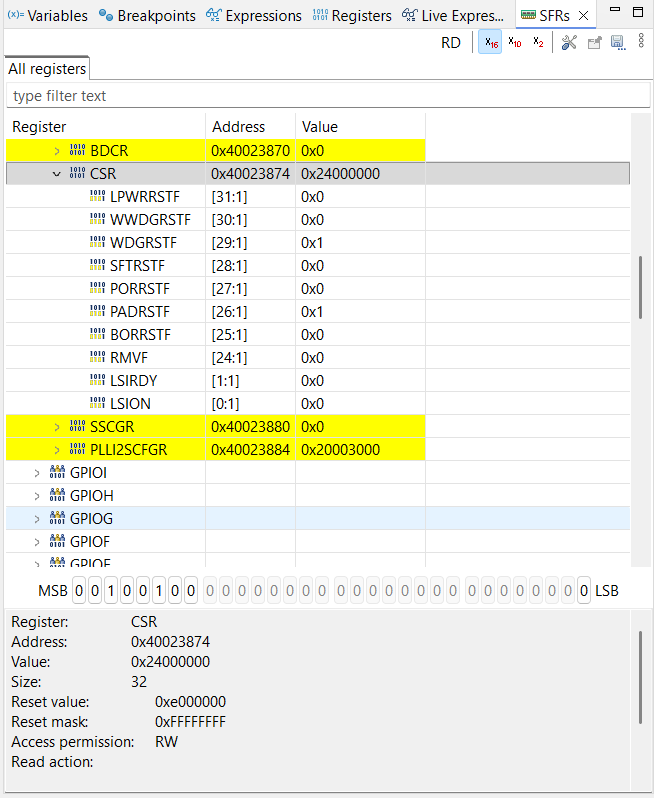 (x)= Variables Breakpoints Expressions Registers Live Expres... SFRs
RD X16 X10 X2
All registers
type filter text
Register Address Value
BDCR 0x40023870 0x0
CSR 0x40023874 0x24000000
LPWRRSTF [31:1] 0x0
WWDGRSTF [30:1] 0x0
WDGRSTF [29:1] 0x1
SFTRSTF [28:1] 0x0
PORRSTF [27:1] 0x0
PADRSTF [26:1] 0x1
BORRSTF [25:1] 0x0
RMVF [24:1] 0x0
LSIRDY [1:1] 0x0
LSION [0:1] 0x0
SSCGR 0x40023880 0x0
PLLI2SCFGR 0x40023884 0x20003000
GPIOI
GPIOH
GPIOG
GPIOF
GPIOE
MSB 0 0 1 0 0 1 0 0 0 0 0 0 0 0 0 0 0 0 0 0 0 0 0 0 0 0 0 0 0 0 0 0 LSB
Register: CSR
Address: 0x40023874
Value: 0x24000000
Size: 32
Reset value: 0xe000000
Reset mask: 0xFFFFFFFF
Access permission: RW
Read action: